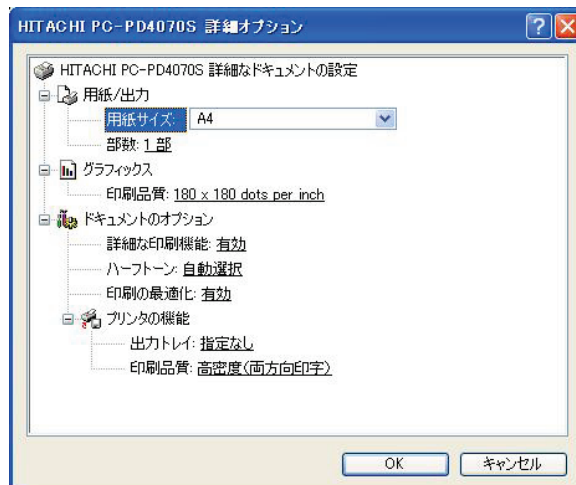 HITACHI PC-PD4070S 詳細オプション
HITACHI PC-PD4070S 詳細なドキュメントの設定
用紙/出力
用紙サイズ: A4
部数: 1 部
グラフィックス
印刷品質: 180 x 180 dots per inch
ドキュメントのオプション
詳細な印刷機能: 有効
ハーフトーン: 自動選択
印刷の最適化: 有効
プリンタの機能
出力トレイ: 指定なし
印刷品質: 高密度(両方向印字)
OK キャンセル